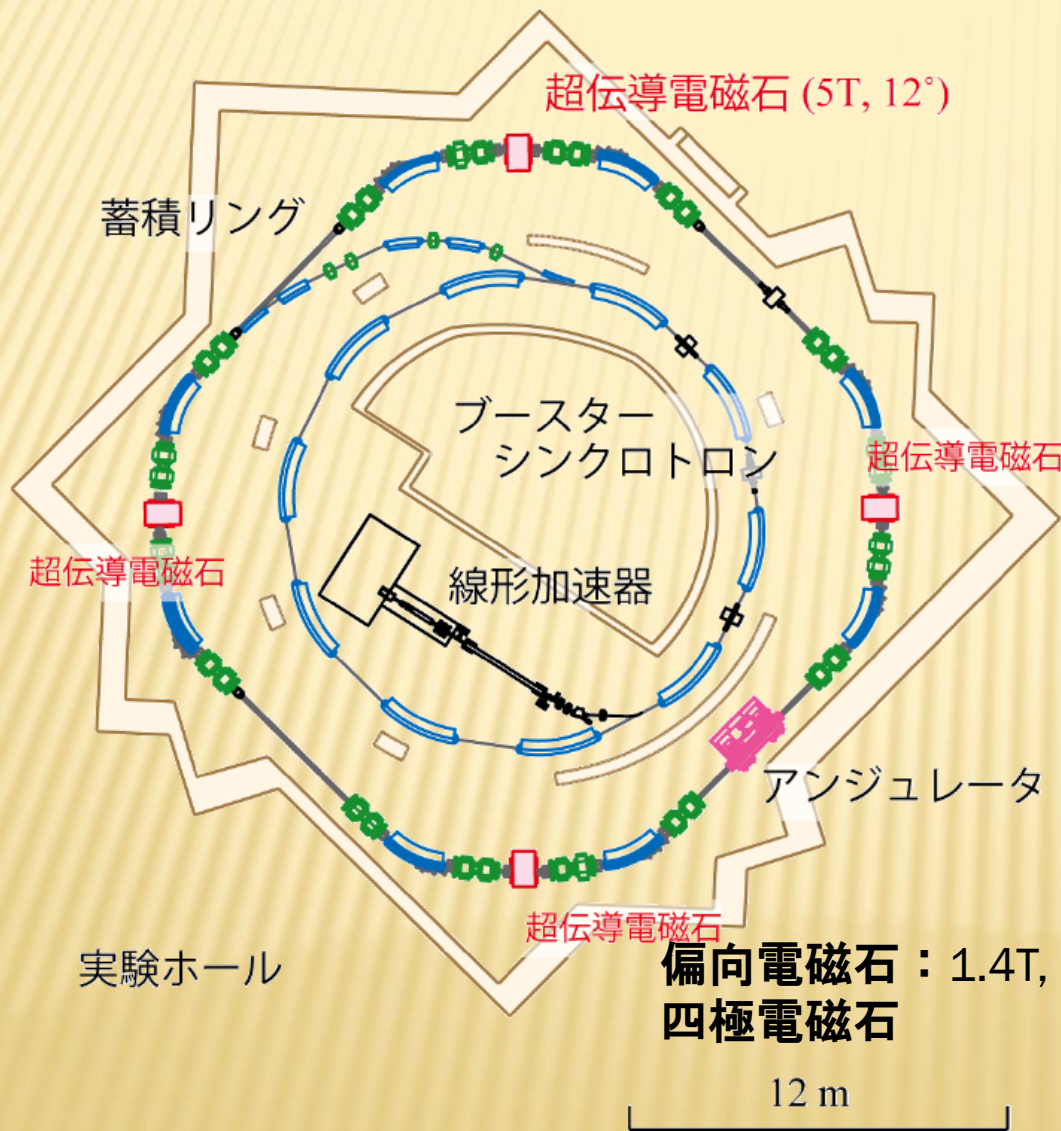 超伝導電磁石 (5T, 12°)
蓄積リング
ブースター
シンクロトロン
超伝導電磁石
超伝導電磁石
線形加速器
アンジュレータ
超伝導電磁石
実験ホール
偏向電磁石：1.4T,
四極電磁石
12 m